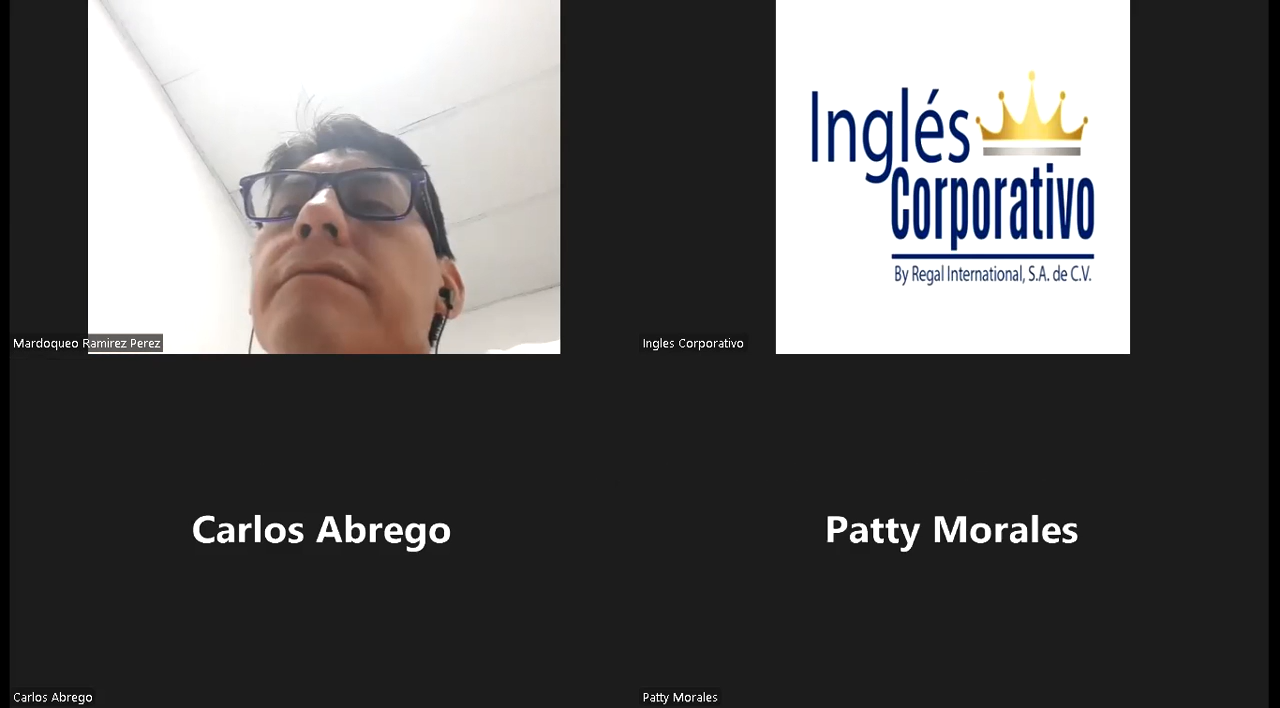 Mardoqueo Ramirez Perez
Inglés
Corporativo
By Regal International, S.A. de C.V.
Ingles Corporativo
Carlos Abrego
Patty Morales
Carlos Abrego
Patty Morales